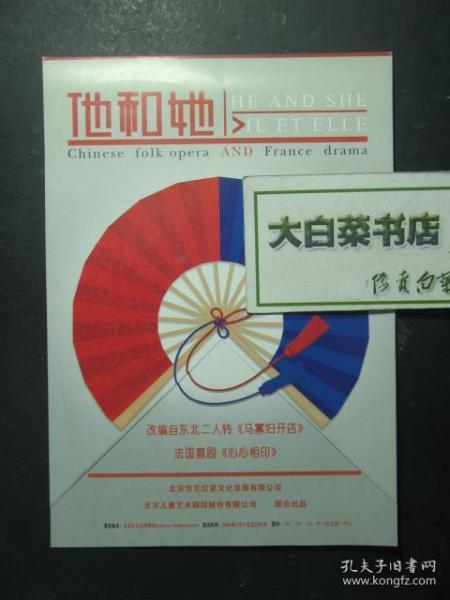 他和她
HE AND SHE
IL ET ELLE
Chinese folk opera AND France drama
大白菜书店
改编自东北二人转《马寡妇开店》
法国喜剧《心心相印》
北京华艺红星文化发展有限公司
北京儿童艺术剧院股份有限公司 联合出品
孔夫子旧书网
www.kongfz.com